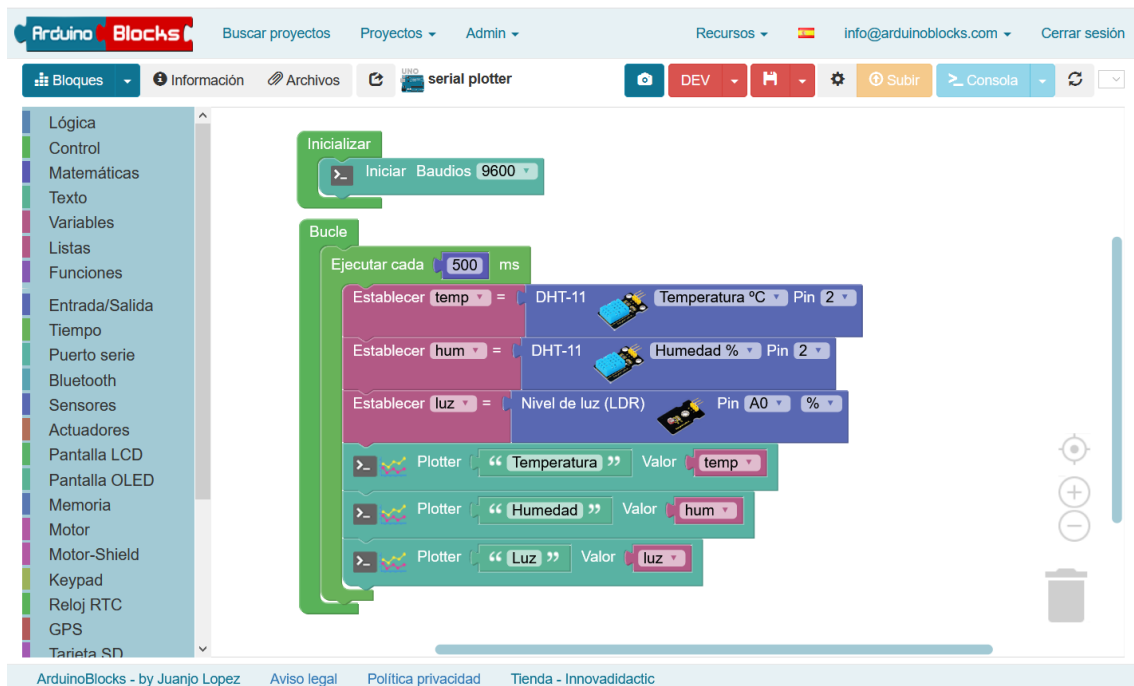 Arduino Blocks Buscar proyectos Proyectos Admin Recursos info@arduinoblocks.com Cerrar sesión
Bloques Información Archivos UNO serial plotter DEV Subir >_ Consola
Lógica
Control
Matemáticas
Texto
Variables
Listas
Funciones
Entrada/Salida
Tiempo
Puerto serie
Bluetooth
Sensores
Actuadores
Pantalla LCD
Pantalla OLED
Memoria
Motor
Motor-Shield
Keypad
Reloj RTC
GPS
Tarjeta SD
Inicializar
>_ Iniciar Baudios 9600
Bucle
Ejecutar cada 500 ms
Establecer temp = DHT-11 Temperatura ºC Pin 2
Establecer hum = DHT-11 Humedad % Pin 2
Establecer luz = Nivel de luz (LDR) Pin A0 %
>_ Plotter “ Temperatura ” Valor temp
>_ Plotter “ Humedad ” Valor hum
>_ Plotter “ Luz ” Valor luz
ArduinoBlocks - by Juanjo Lopez Aviso legal Política privacidad Tienda - Innovadidactic